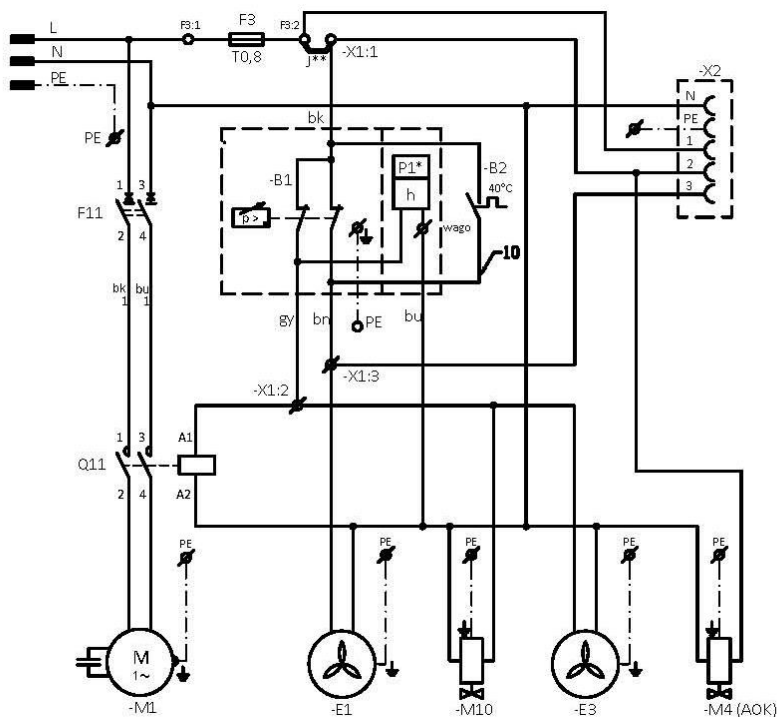 L
F3:1
F3
F3:2
T0,8
J**
-X1:1
N
PE
-X2
N
PE
1
2
3
PE
bk
PE
-B1
P1*
h
-B2
40°C
p >
wago
10
1
3
F11
2
4
bk
1
bu
1
gy
bn
PE
bu
-X1:3
-X1:2
1
3
A1
Q11
2
4
A2
PE
PE
PE
PE
PE
M
1~
-M1
-E1
-M10
-E3
-M4 (AOK)